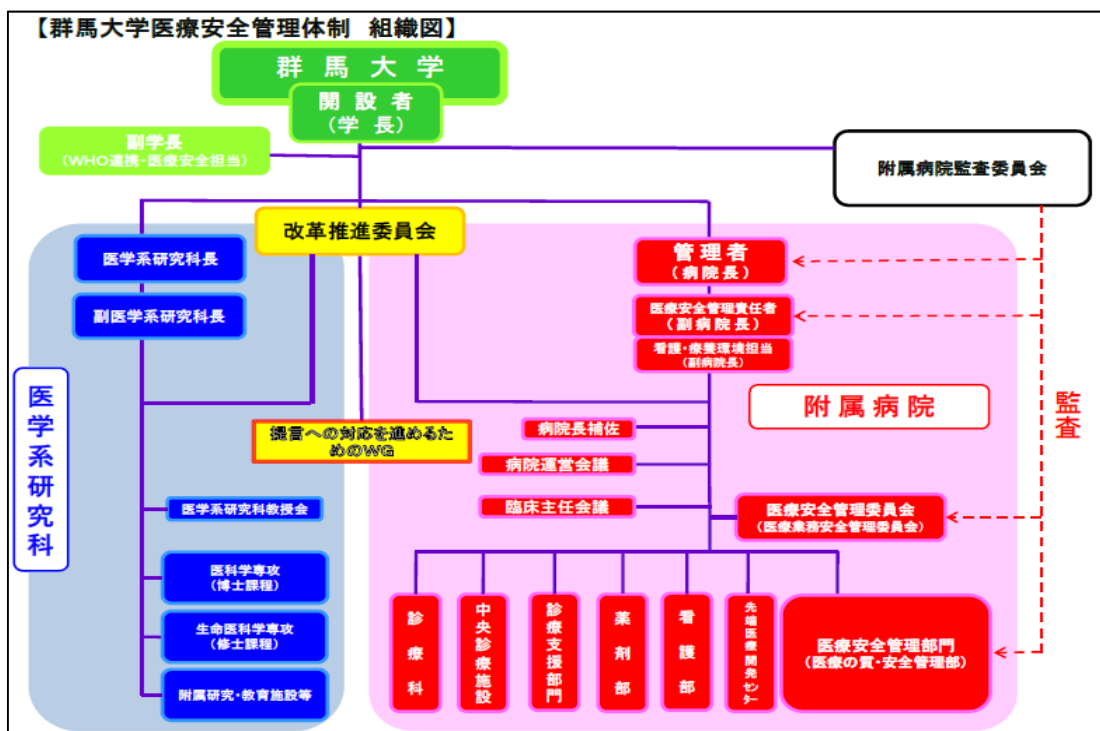 【群馬大学医療安全管理体制 組織図】
群馬大学
開設者
(学長)
副学長
(WHO連携・医療安全担当)
附属病院監査委員会
改革推進委員会
医学系研究科長
副医学系研究科長
管理者
(病院長)
医療安全管理責任者
(副病院長)
看護・療養環境担当
(副病院長)
医学系研究科
附属病院
監査
提言への対応を進めるた
めのWG
病院長補佐
病院運営会議
臨床主任会議
医療安全管理委員会
(医療業務安全管理委員会)
医学系研究科教授会
医科学専攻
(博士課程)
生命医科学専攻
(修士課程)
附属研究・教育施設等
診療科
中央診療施設
診療支援部門
薬剤部
看護部
先端医療開発センター
医療安全管理部門
(医療の質・安全管理部)